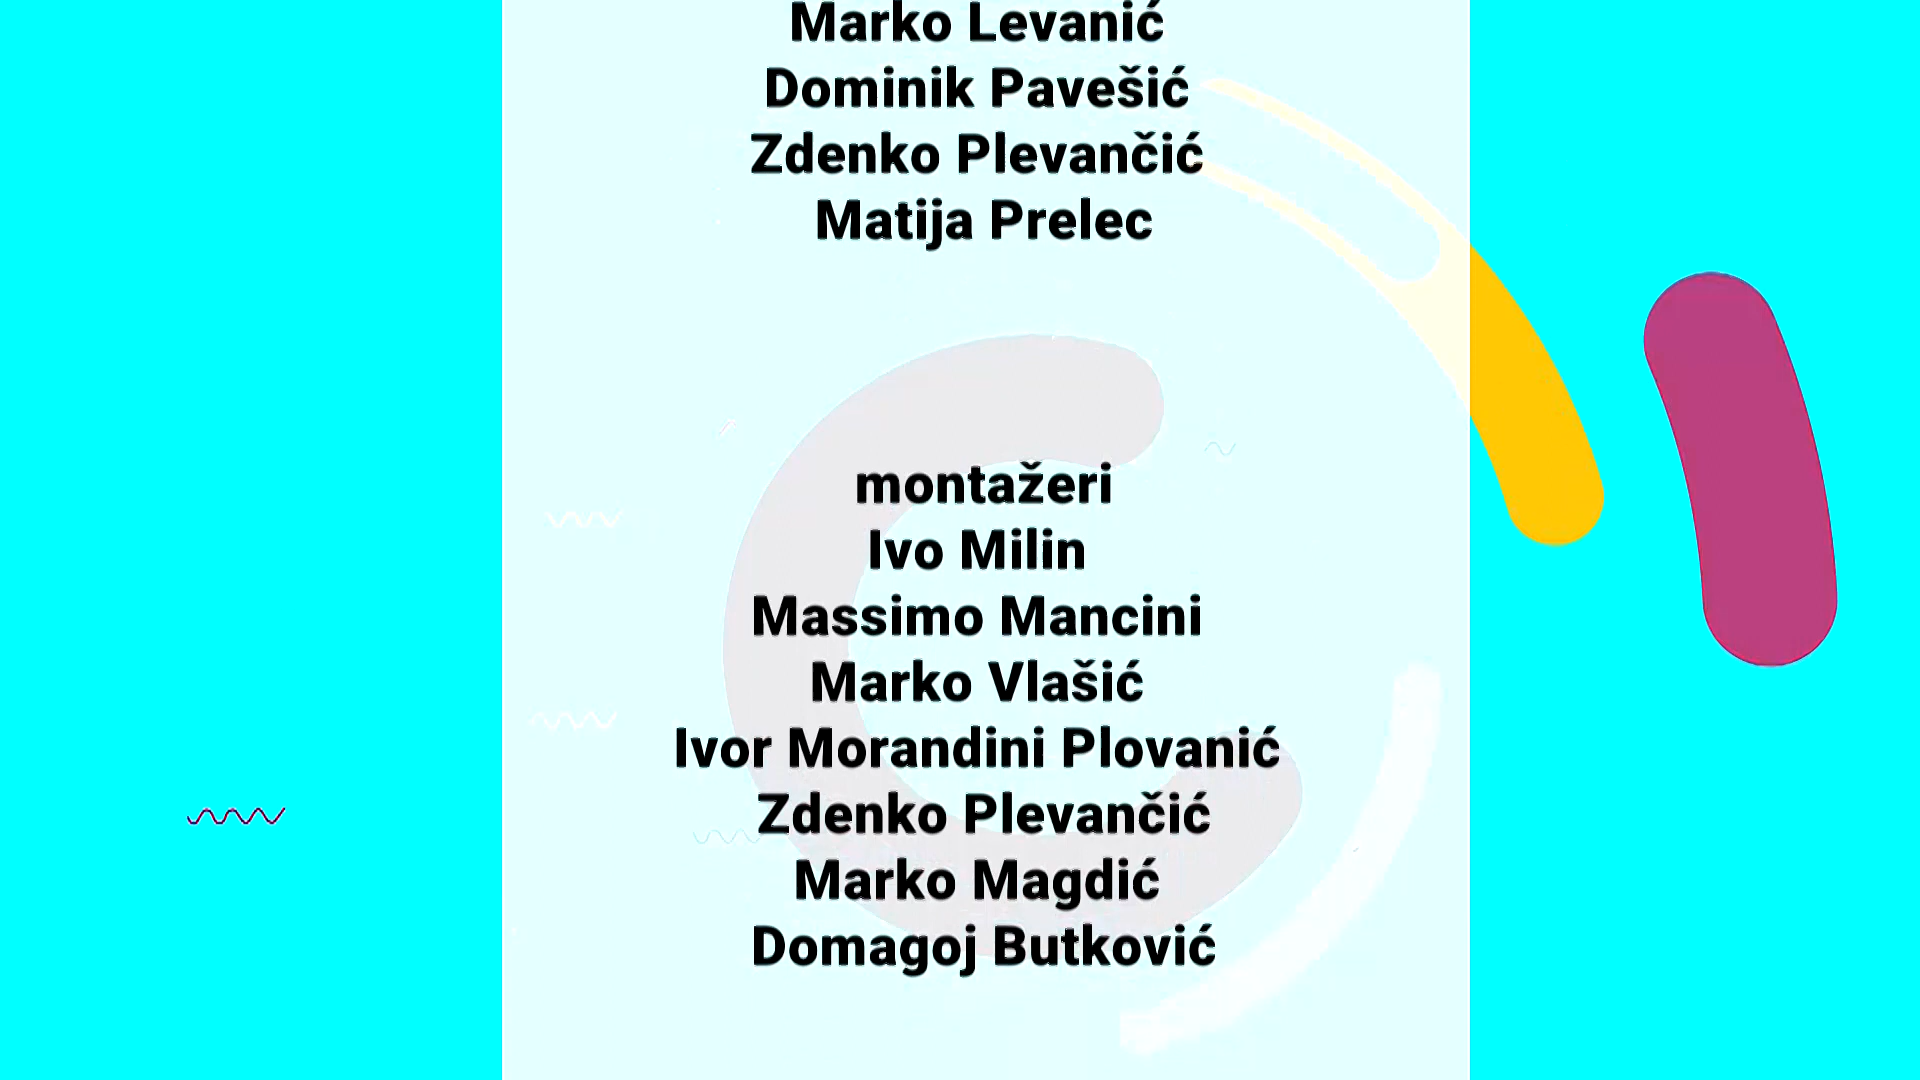 Marko Levanić
Dominik Pavešić
Zdenko Plevančić
Matija Prelec
montažeri
Ivo Milin
Massimo Mancini
Marko Vlašić
Ivor Morandini Plovanić
Zdenko Plevančić
Marko Magdić
Domagoj Butković